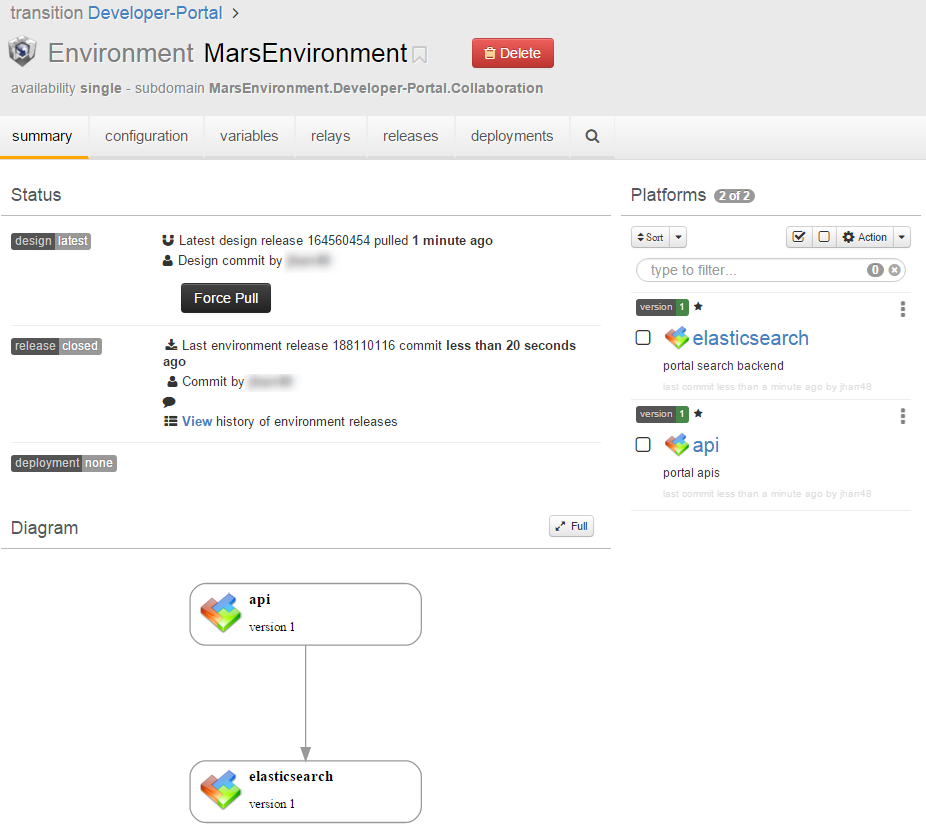 transition Developer-Portal >
Environment MarsEnvironment
Delete
availability single - subdomain MarsEnvironment.Developer-Portal.Collaboration
summary
configuration
variables
relays
releases
deployments
Status
design latest
Latest design release 164560454 pulled 1 minute ago
Design commit by
Force Pull
release closed
Last environment release 188110116 commit less than 20 seconds
ago
Commit by
View history of environment releases
deployment none
Diagram
Full
api
version 1
elasticsearch
version 1
Platforms 2 of 2
Sort
Action
type to filter...
0
version 1
elasticsearch
portal search backend
last commit less than a minute ago by jharr48
version 1
api
portal apis
last commit less than a minute ago by jharr48